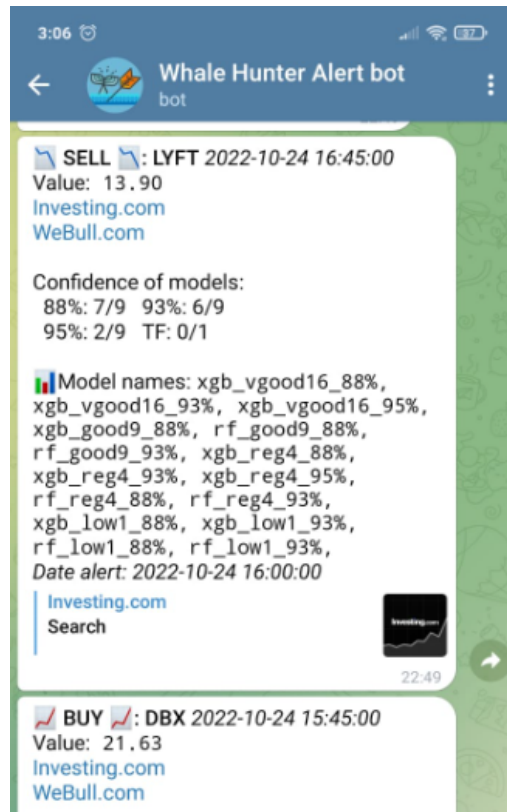 3:06
37
Whale Hunter Alert bot
bot
SELL : LYFT 2022-10-24 16:45:00
Value: 13.90
Investing.com
WeBull.com
Confidence of models:
88%: 7/9 93%: 6/9
95%: 2/9 TF: 0/1
Model names: xgb_vgood16_88%,
xgb_vgood16_93%, xgb_vgood16_95%,
xgb_good9_88%, rf_good9_88%,
rf_good9_93%, xgb_reg4_88%,
xgb_reg4_93%, xgb_reg4_95%,
rf_reg4_88%, rf_reg4_93%,
xgb_low1_88%, xgb_low1_93%,
rf_low1_88%, rf_low1_93%,
Date alert: 2022-10-24 16:00:00
Investing.com
Search
Investing.com
22:49
BUY : DBX 2022-10-24 15:45:00
Value: 21.63
Investing.com
WeBull.com